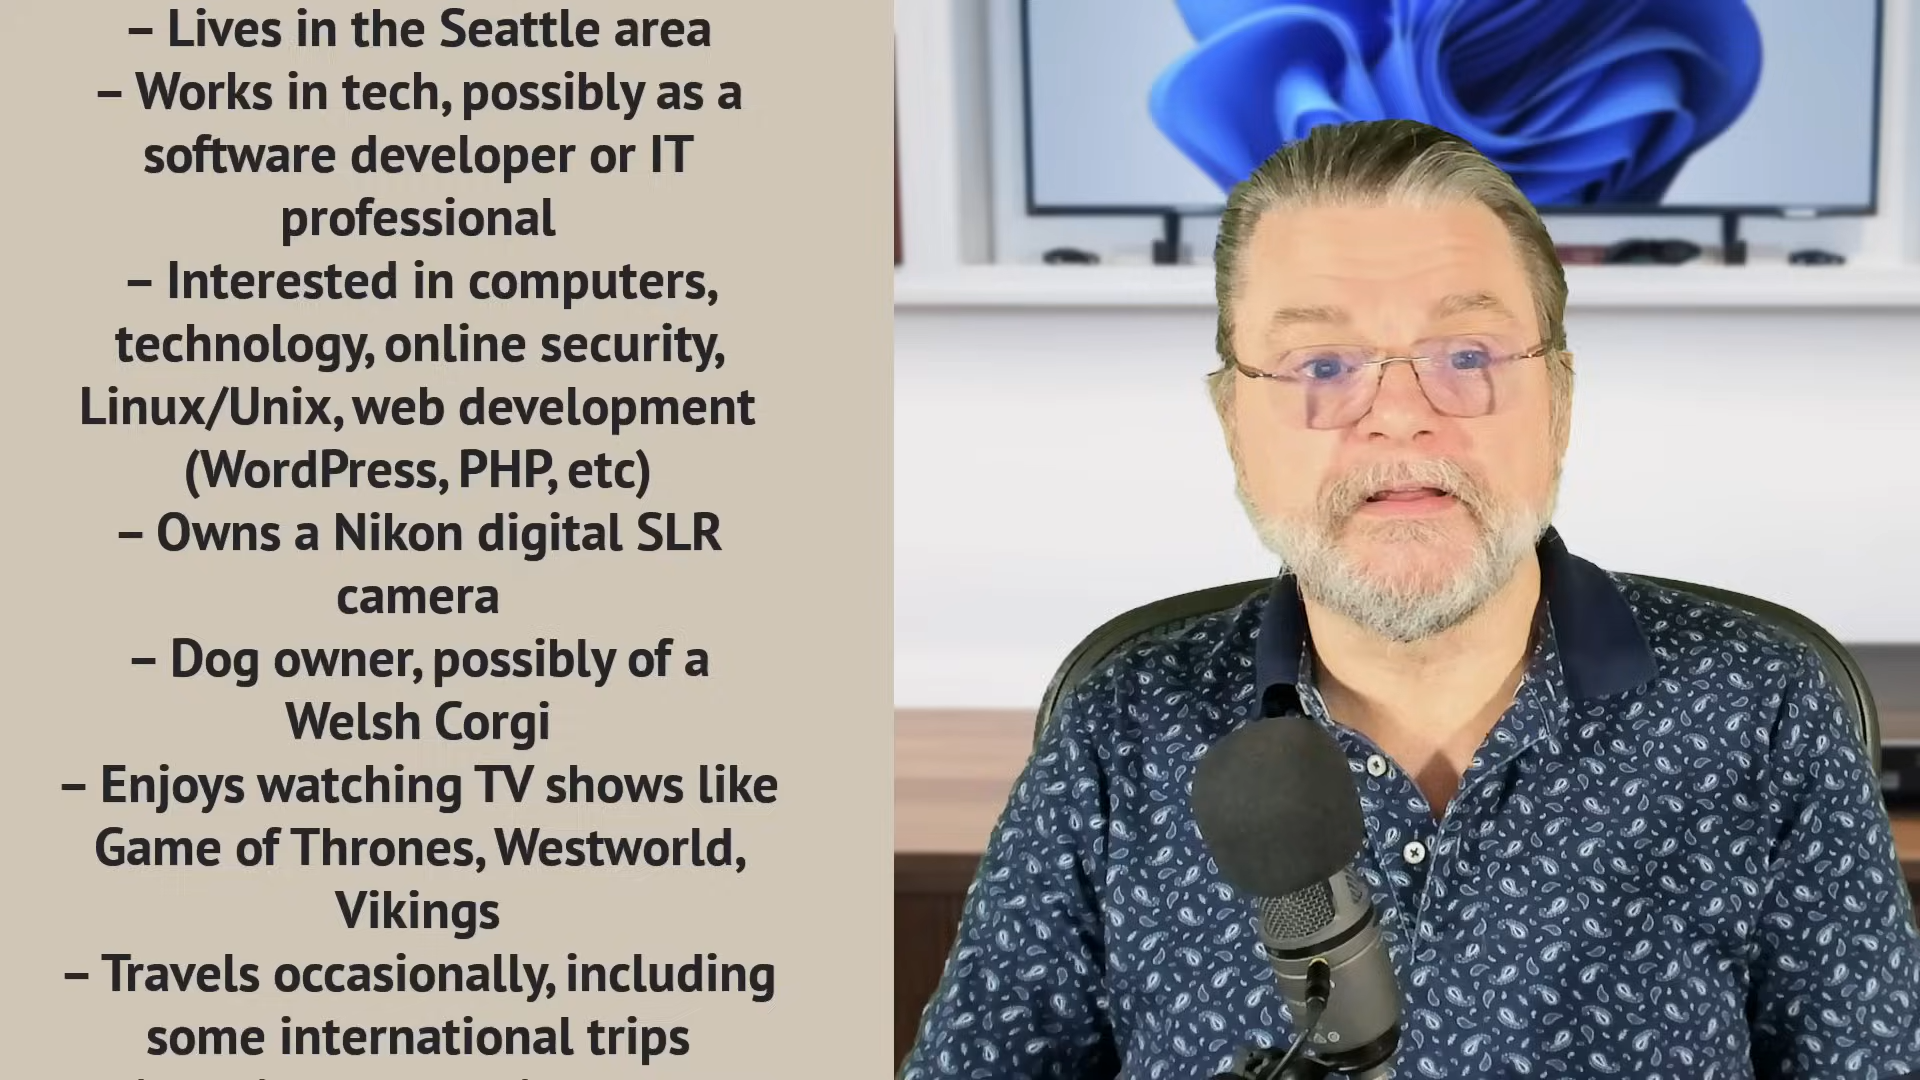 – Lives in the Seattle area
– Works in tech, possibly as a
software developer or IT
professional
– Interested in computers,
technology, online security,
Linux/Unix, web development
(WordPress, PHP, etc)
– Owns a Nikon digital SLR
camera
– Dog owner, possibly of a
Welsh Corgi
– Enjoys watching TV shows like
Game of Thrones, Westworld,
Vikings
– Travels occasionally, including
some international trips